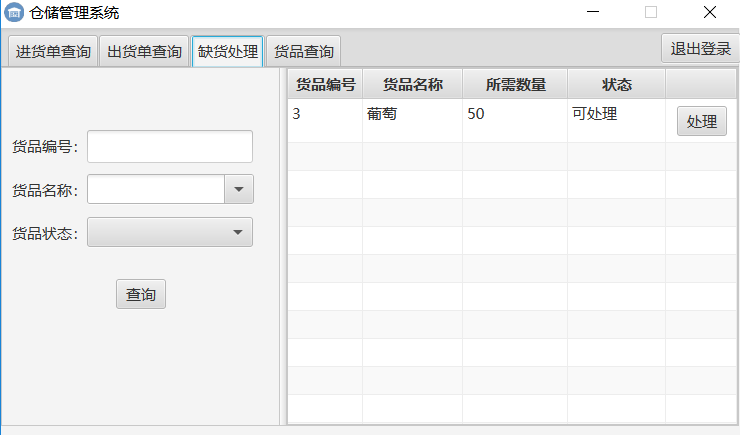 仓储管理系统
进货单查询 出货单查询 缺货处理 货品查询 退出登录
货品编号 货品名称 所需数量 状态
3 葡萄 50 可处理 处理
货品编号：
货品名称：
货品状态：
查询